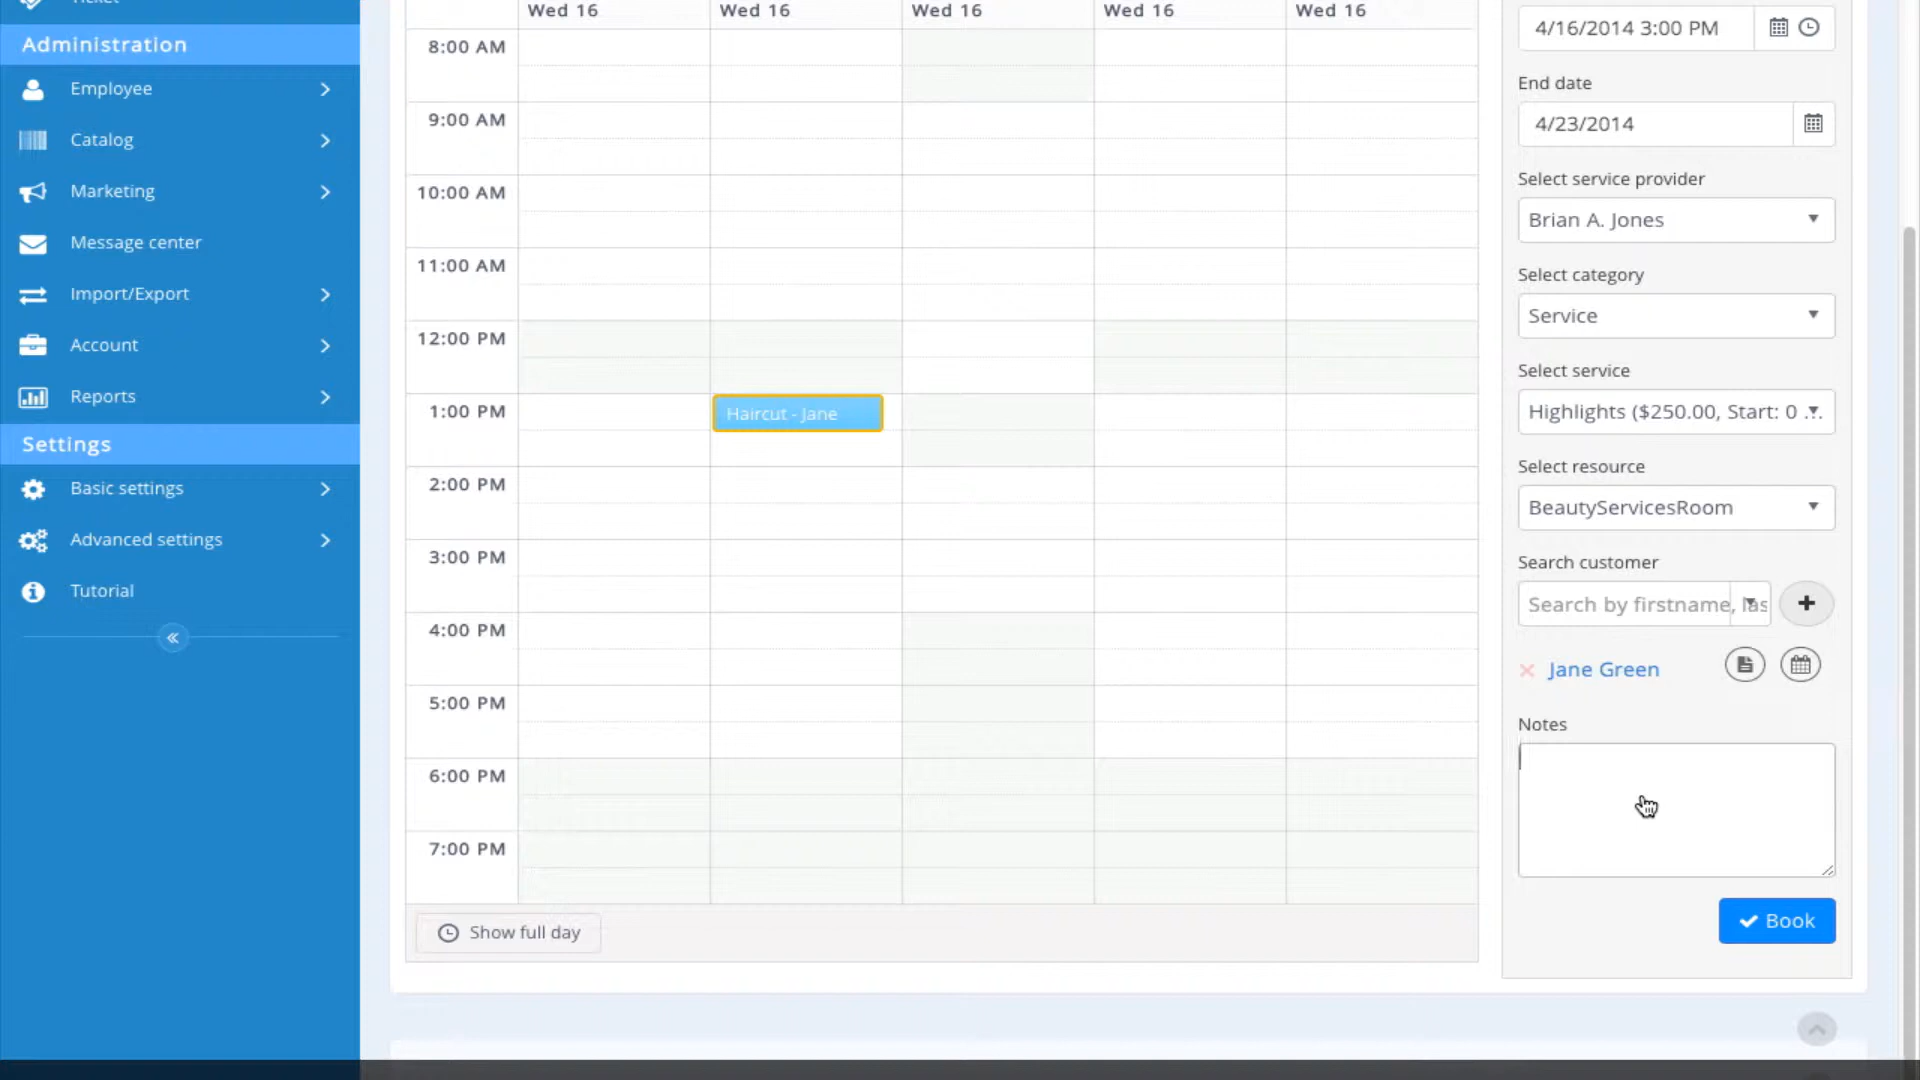 Ticket
Administration
Employee
Catalog
Marketing
Message center
Import/Export
Account
Reports
Settings
Basic settings
Advanced settings
Tutorial
Wed 16 Wed 16 Wed 16 Wed 16 Wed 16
8:00 AM
9:00 AM
10:00 AM
11:00 AM
12:00 PM
1:00 PM
Haircut - Jane
2:00 PM
3:00 PM
4:00 PM
5:00 PM
6:00 PM
7:00 PM
Show full day
4/16/2014 3:00 PM
End date
4/23/2014
Select service provider
Brian A. Jones
Select category
Service
Select service
Highlights ($250.00, Start: 0 ...
Select resource
BeautyServicesRoom
Search customer
Search by firstname, las
Jane Green
Notes
Book